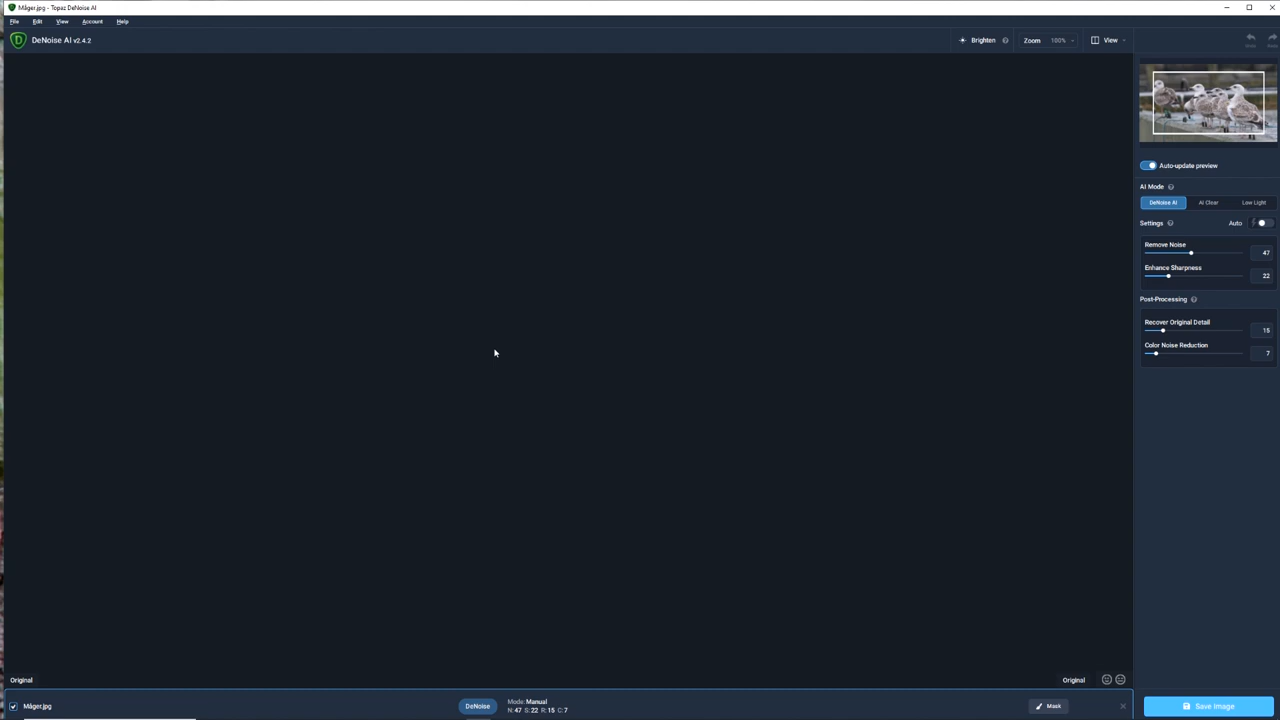 Måger.jpg - Topaz DeNoise AI
File Edit View Account Help
DeNoise AI v2.4.2
Brighten
Zoom 100%
View
Undo
Redo
Auto-update preview
AI Mode
DeNoise AI
AI Clear
Low Light
Settings
Auto
Remove Noise
47
Enhance Sharpness
22
Post-Processing
Recover Original Detail
15
Color Noise Reduction
7
Original
Original
Måger.jpg
DeNoise
Mode: Manual
N: 47 S: 22 R: 15 C: 7
Mask
Save Image